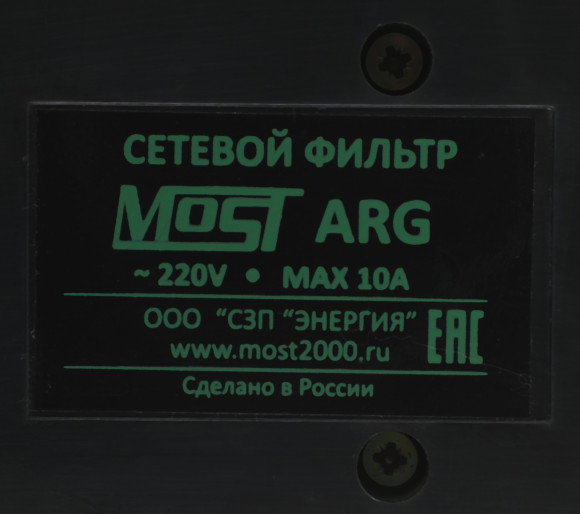 СЕТЕВОЙ ФИЛЬТР
MOST ARG
~ 220V • MAX 10A
ООО "СЗП "ЭНЕРГИЯ"
www.most2000.ru
EAC
Сделано в России